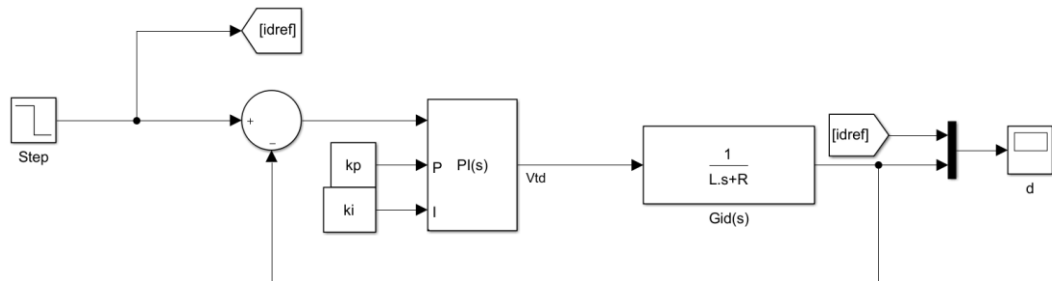 [idref]
Step
+
−
kp
ki
P
PI(s)
I
Vtd
1
L.s+R
Gid(s)
[idref]
d